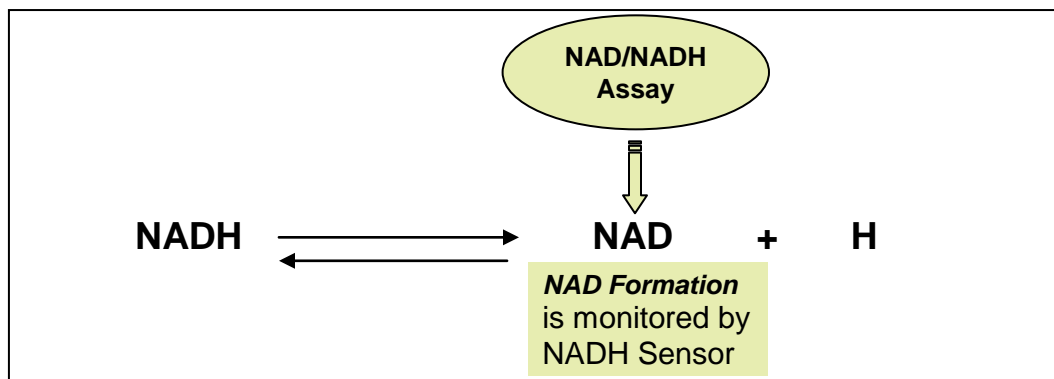 NAD/NADH
Assay
NADH NAD + H
NAD Formation
is monitored by
NADH Sensor